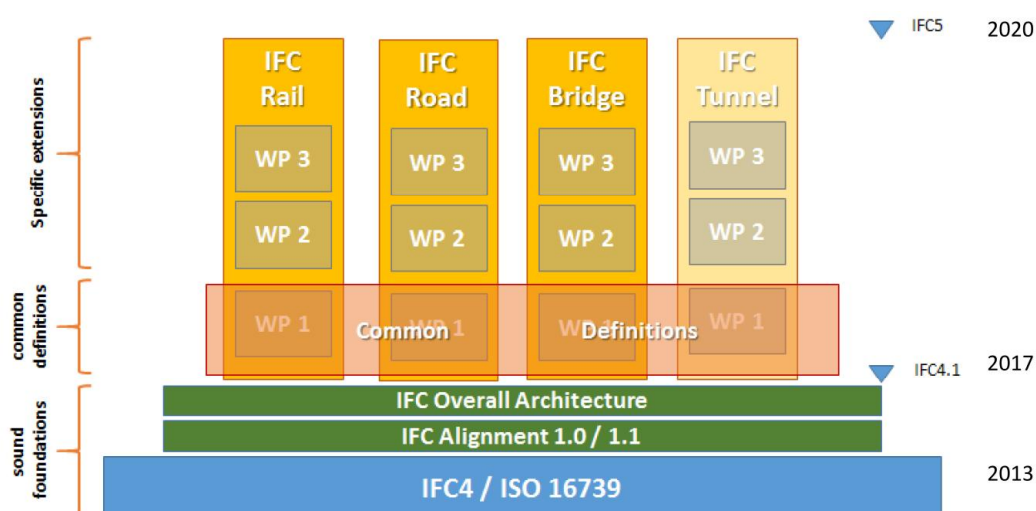 IFC5
2020
IFC
Rail
IFC
Road
IFC
Bridge
IFC
Tunnel
WP 3
WP 3
WP 3
WP 3
WP 2
WP 2
WP 2
WP 2
WP 1
WP 1
WP 1
WP 1
Common
Definitions
Specific extensions
common
definitions
sound
foundations
IFC4.1
2017
IFC Overall Architecture
IFC Alignment 1.0 / 1.1
IFC4 / ISO 16739
2013